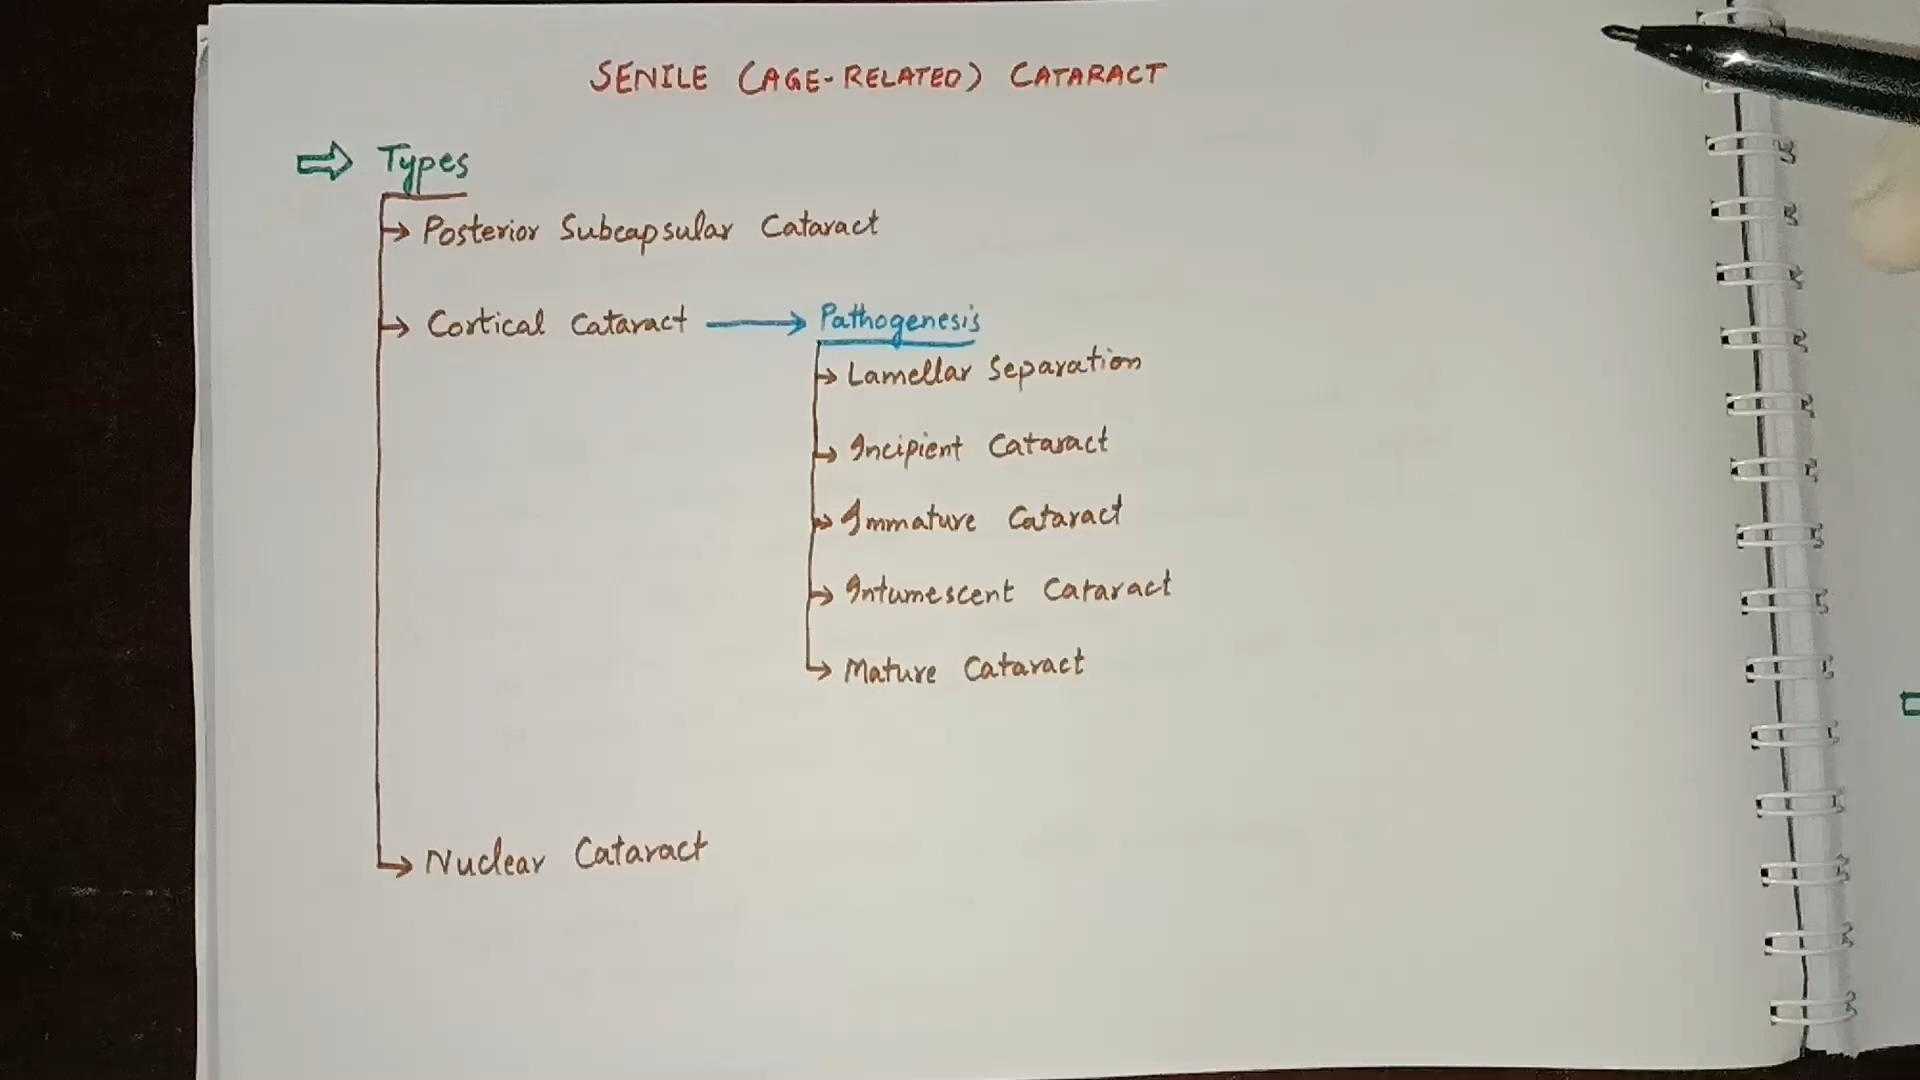 SENILE (AGE-RELATED) CATARACT
Types
Posterior Subcapsular Cataract
Cortical Cataract
Pathogenesis
Lamellar Separation
Incipient Cataract
Immature Cataract
Intumescent Cataract
Mature Cataract
Nuclear Cataract